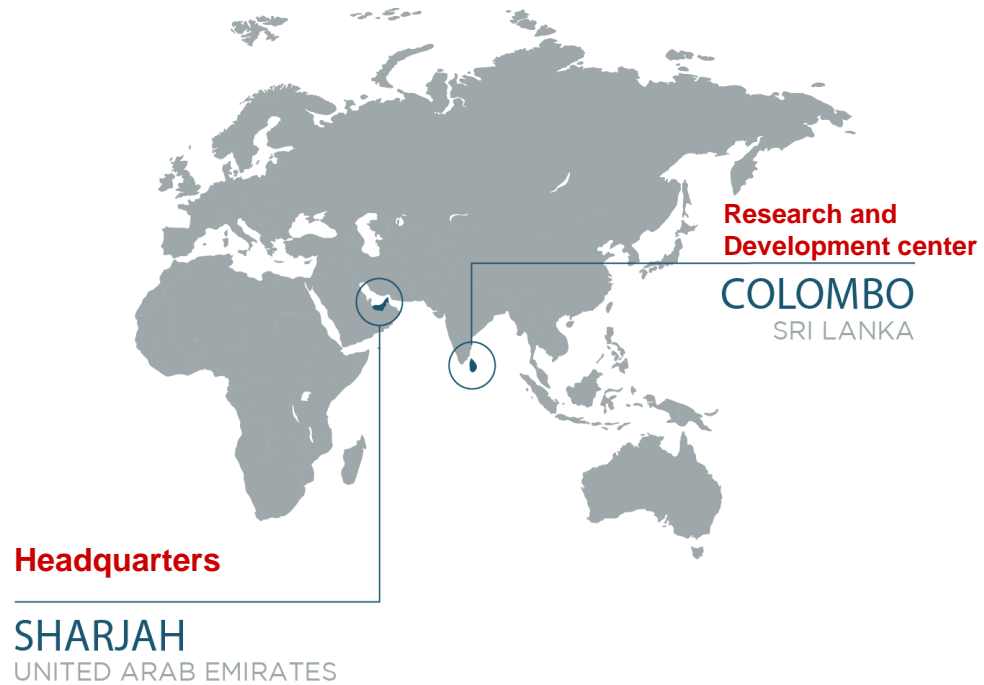 Research and
Development center
COLOMBO
SRI LANKA
Headquarters
SHARJAH
UNITED ARAB EMIRATES